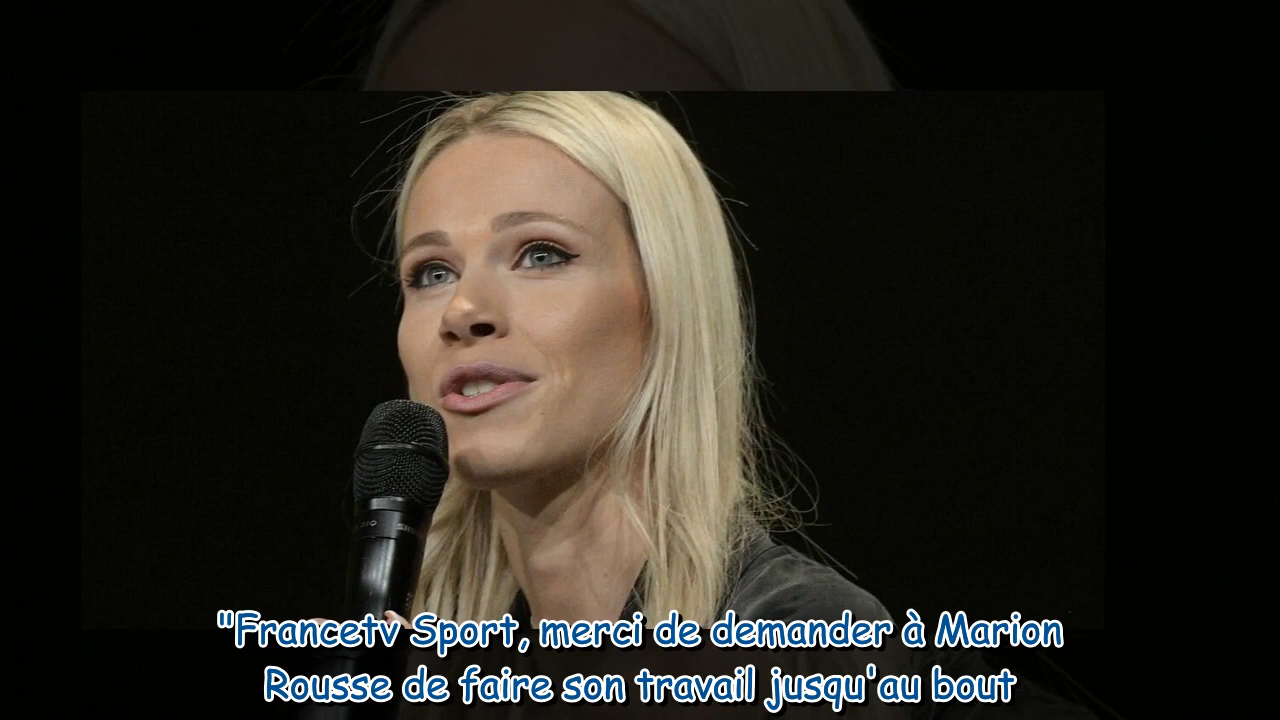 "Francetv Sport, merci de demander à Marion
Rousse de faire son travail jusqu'au bout